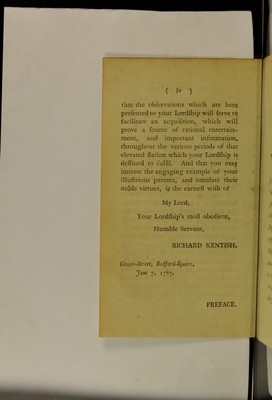 ( iv )
that the obſervations which are here
preſented to your Lordſhip will ſerve to
facilitate an acquiſition, which will
prove a ſource of rational entertain-
ment, and important information,
throughout the various periods of that
elevated ſtation which your Lordſhip is
deſtined to fulfil. And that you may
imitate the engaging example of your
illuſtrious parents, and emulate their
noble virtues, is the earneſt wiſh of
My Lord,
Your Lordſhip's moſt obedient,
Humble Servant,
RICHARD KENTISH.
Gower-Street, Bedford-Square,
June 7, 1787.
PREFACE.